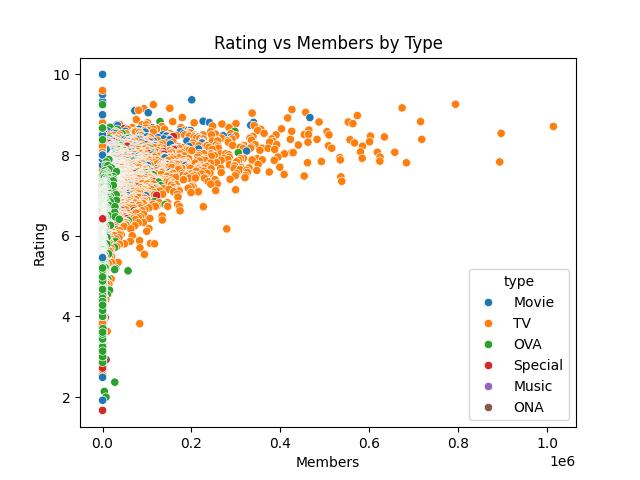 Rating vs Members by Type
Rating
10
8
6
4
2
type
Movie
TV
OVA
Special
Music
ONA
0.0 0.2 0.4 0.6 0.8 1.0
1e6
Members